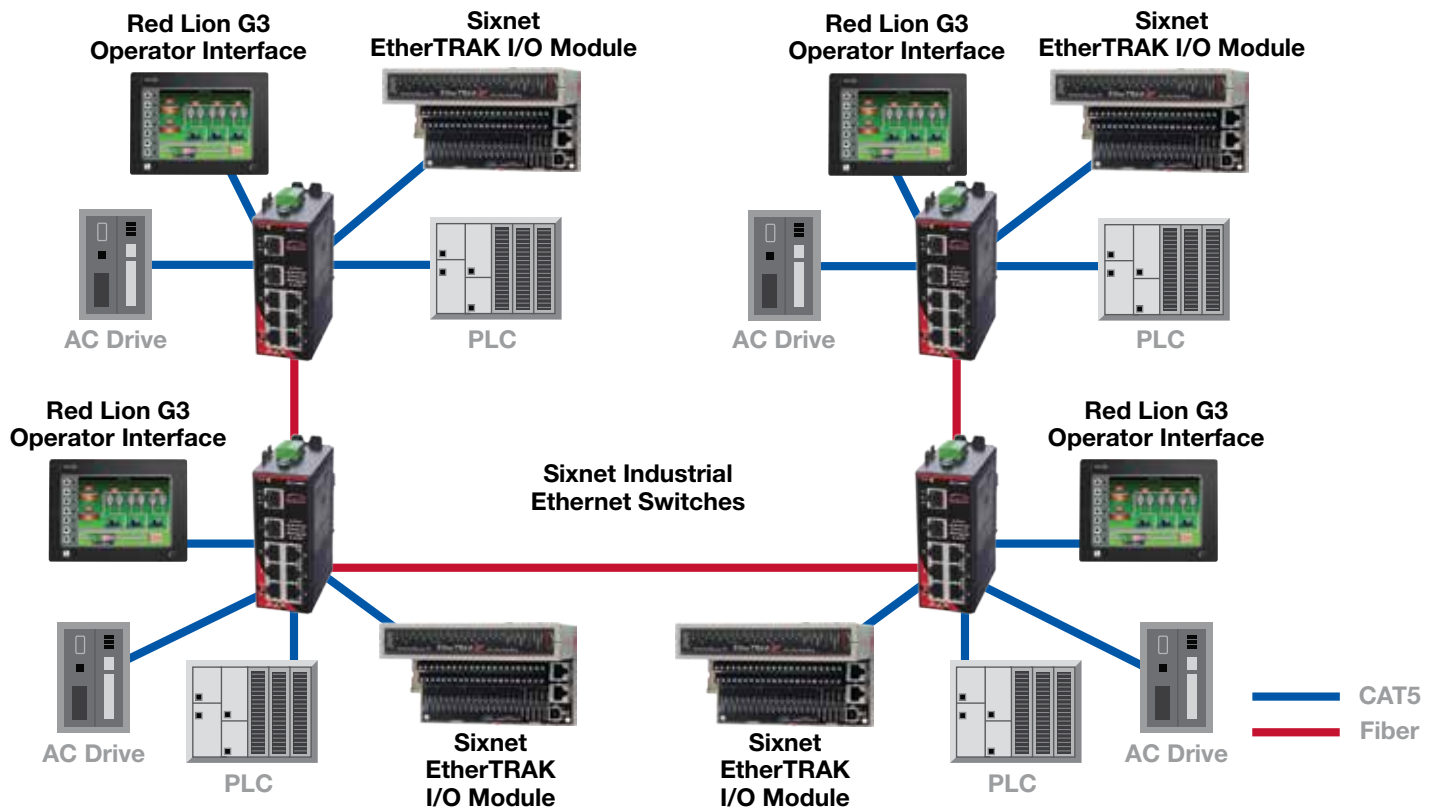 Red Lion G3
Operator Interface
Sixnet
EtherTRAK I/O Module
Red Lion G3
Operator Interface
Sixnet
EtherTRAK I/O Module
AC Drive
PLC
AC Drive
PLC
Red Lion G3
Operator Interface
Sixnet Industrial
Ethernet Switches
Red Lion G3
Operator Interface
AC Drive
PLC
Sixnet
EtherTRAK
I/O Module
Sixnet
EtherTRAK
I/O Module
PLC
AC Drive
CAT5
Fiber